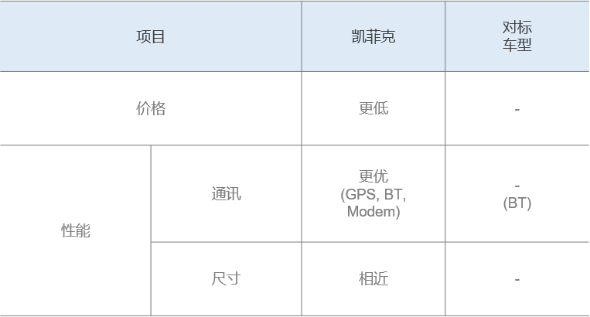 项目 凯菲克 对标
车型
价格 更低 -
性能 通讯 更优
(GPS, BT,
Modem) -
(BT)
尺寸 相近 -